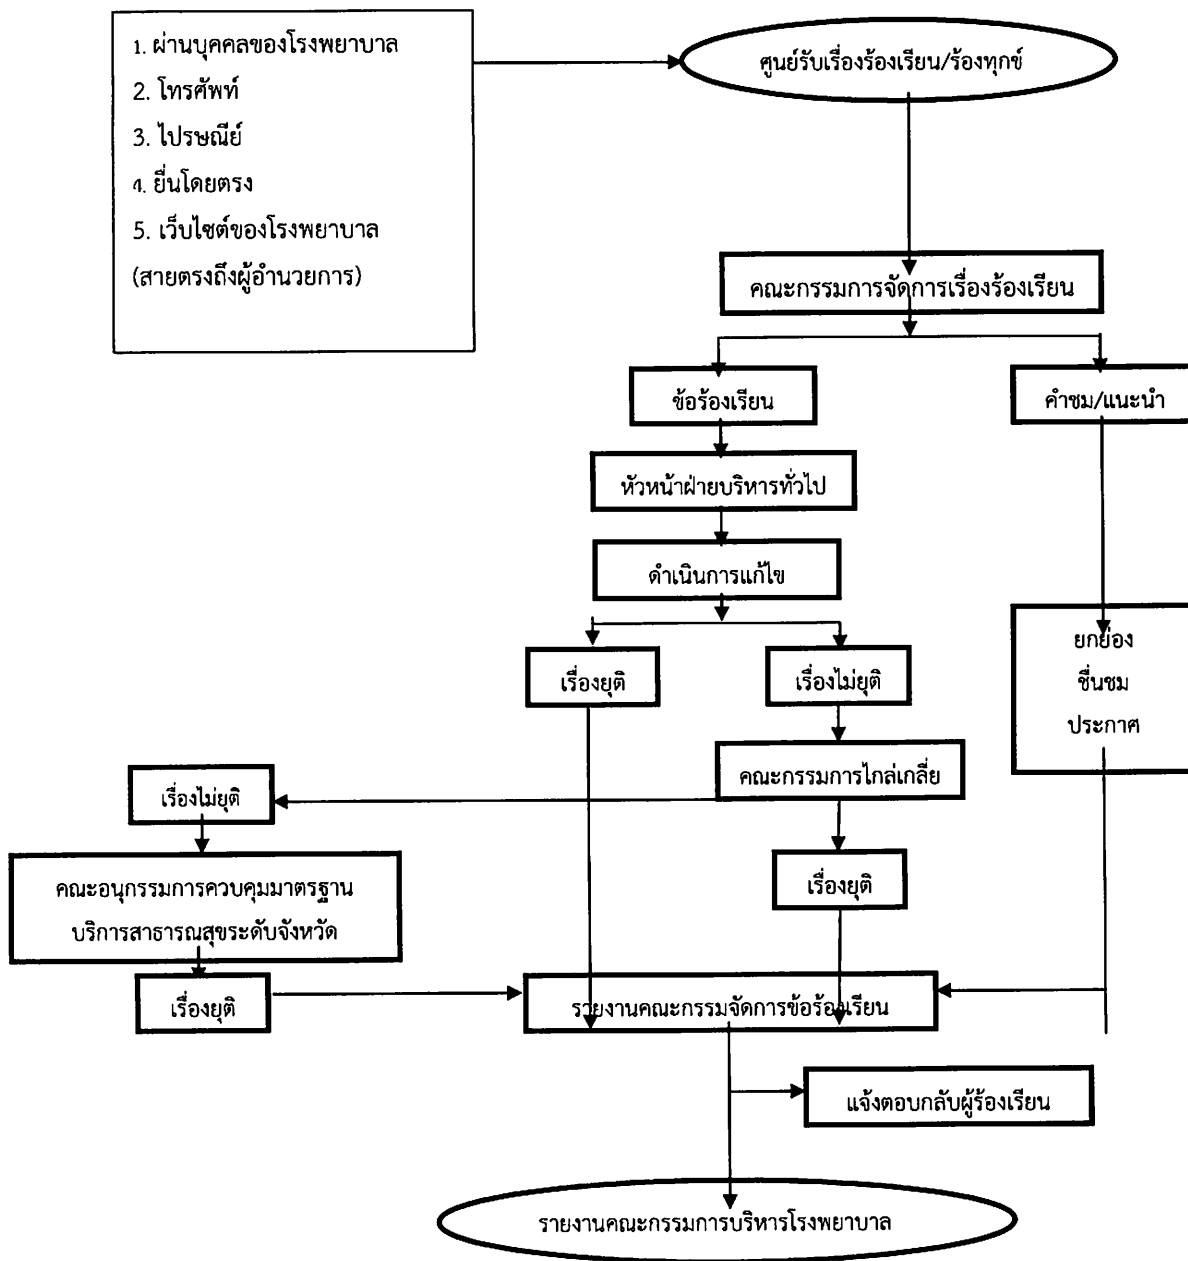 1. ผ่านบุคคลของโรงพยาบาล
2. โทรศัพท์
3. ไปรษณีย์
4. ยื่นโดยตรง
5. เว็บไซต์ของโรงพยาบาล
(สายตรงถึงผู้อำนวยการ)
ศูนย์รับเรื่องร้องเรียน/ร้องทุกข์
คณะกรรมการจัดการเรื่องร้องเรียน
ข้อร้องเรียน
คำชม/แนะนำ
หัวหน้าฝ่ายบริหารทั่วไป
ดำเนินการแก้ไข
ยกย่อง
ชื่นชม
ประกาศ
เรื่องยุติ
เรื่องไม่ยุติ
คณะกรรมการไกล่เกลี่ย
เรื่องไม่ยุติ
เรื่องยุติ
คณะอนุกรรมการควบคุมมาตรฐาน
บริการสาธารณสุขระดับจังหวัด
เรื่องยุติ
รายงานคณะกรรมจัดการข้อร้องเรียน
แจ้งตอบกลับผู้ร้องเรียน
รายงานคณะกรรมการบริหารโรงพยาบาล